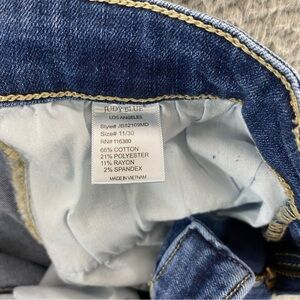 JUDY BLUE
LOS ANGELES
Style# JB82109MD
Size# 11/30
RN# 116360
66% COTTON
21% POLYESTER
11% RAYON
2% SPANDEX
MADE IN VIETNAM